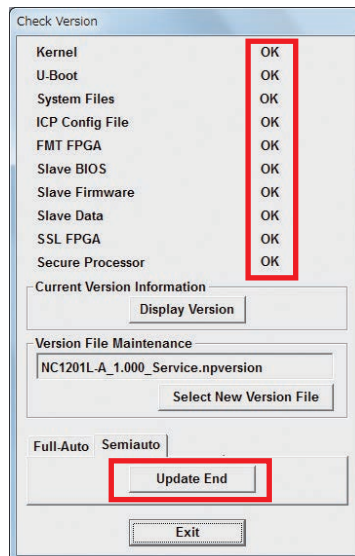 Check Version
Kernel OK
U-Boot OK
System Files OK
ICP Config File OK
FMT FPGA OK
Slave BIOS OK
Slave Firmware OK
Slave Data OK
SSL FPGA OK
Secure Processor OK
Current Version Information
Display Version
Version File Maintenance
NC1201L-A_1.000_Service.npversion
Select New Version File
Full-Auto Semiauto
Update End
Exit